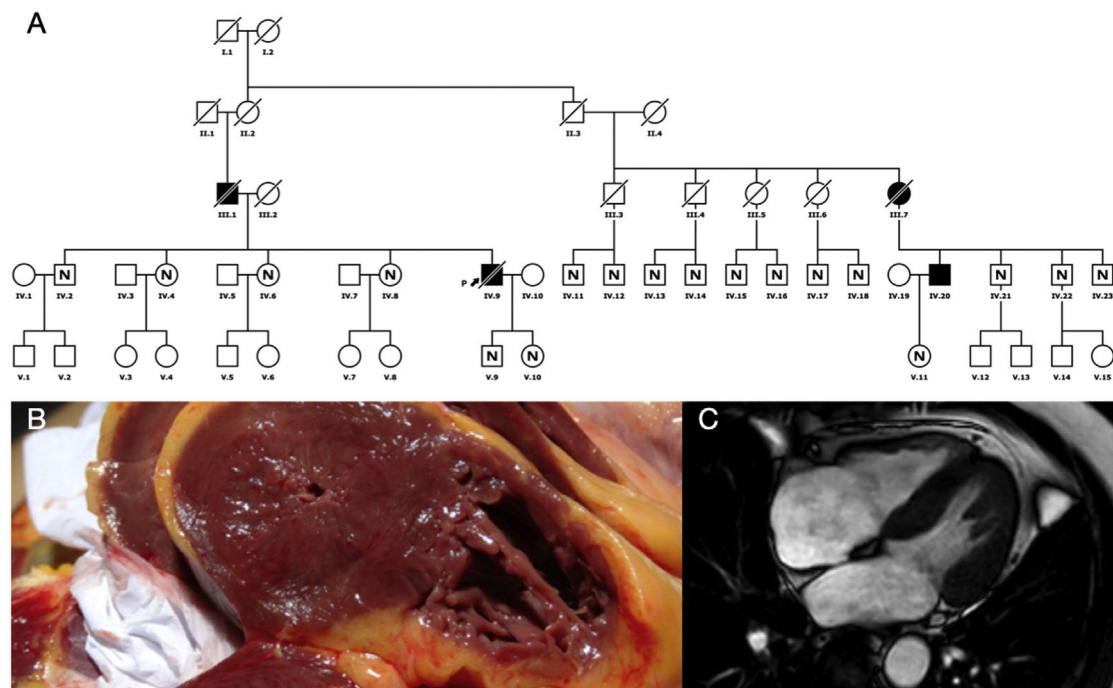 A
I.1 I.2
II.1 II.2 II.3 II.4
III.1 III.2 III.3 III.4 III.5 III.6 III.7
N N N N N N N N N N N N N N N
P
IV.1 IV.2 IV.3 IV.4 IV.5 IV.6 IV.7 IV.8 IV.9 IV.10 IV.11 IV.12 IV.13 IV.14 IV.15 IV.16 IV.17 IV.18 IV.19 IV.20 IV.21 IV.22 IV.23
N N N
V.1 V.2 V.3 V.4 V.5 V.6 V.7 V.8 V.9 V.10 V.11 V.12 V.13 V.14 V.15
B C